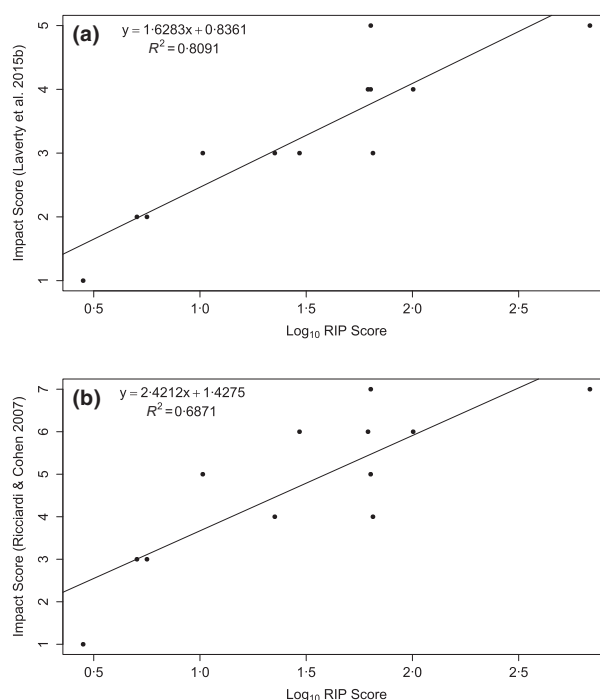 (a)
y = 1·6283x + 0·8361
R² = 0·8091
Impact Score (Laverty et al. 2015b)
5
4
3
2
1
0·5 1·0 1·5 2·0 2·5
Log₁₀ RIP Score
(b)
y = 2·4212x + 1·4275
R² = 0·6871
Impact Score (Ricciardi & Cohen 2007)
7
6
5
4
3
2
1
0·5 1·0 1·5 2·0 2·5
Log₁₀ RIP Score